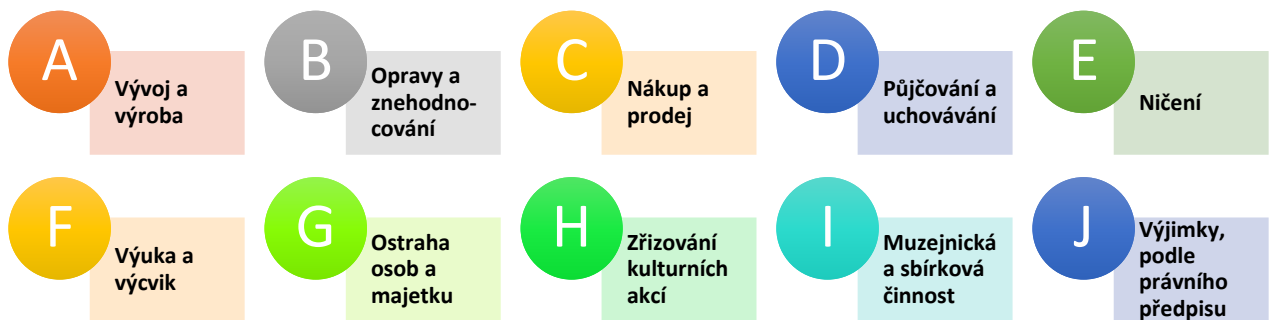 A
Vývoj a
výroba
B
Opravy a
znehodno-
cování
C
Nákup a
prodej
D
Půjčování a
uchovávání
E
Ničení
F
Výuka a
výcvik
G
Ostraha
osob a
majetku
H
Zřizování
kulturních
akcí
I
Muzejnická
a sbírková
činnost
J
Výjimky,
podle
právního
předpisu